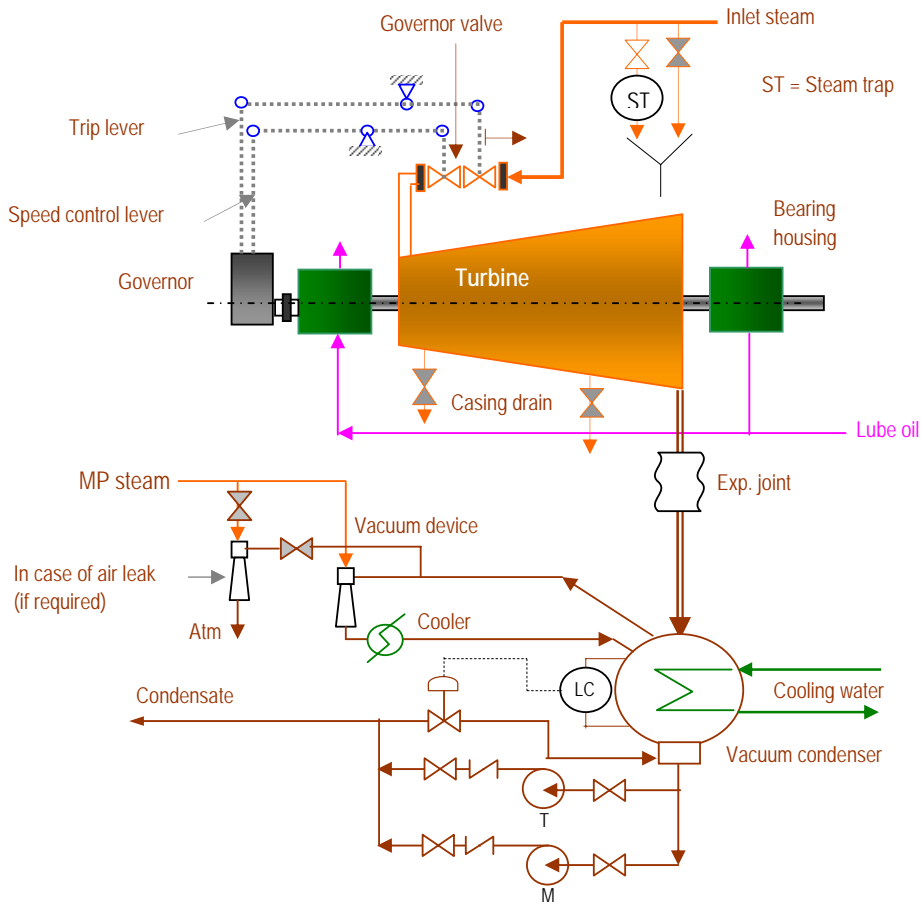 Inlet steam
Governor valve
ST = Steam trap
ST
Trip lever
Speed control lever
Bearing
housing
Governor
Turbine
Casing drain
Lube oil
MP steam
Exp. joint
Vacuum device
In case of air leak
(if required)
Atm
Cooler
Condensate
LC
Cooling water
Vacuum condenser
T
M